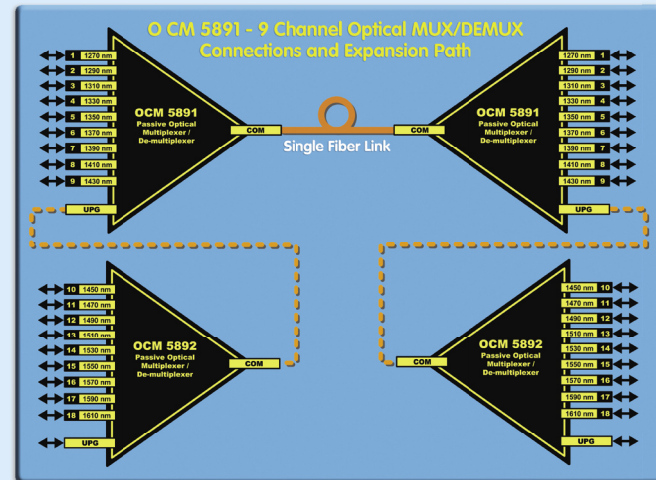 O CM 5891 - 9 Channel Optical MUX/DEMUX
Connections and Expansion Path
1 1270 nm
2 1290 nm
3 1310 nm
4 1330 nm
5 1350 nm
6 1370 nm
7 1390 nm
8 1410 nm
9 1430 nm
UPG
OCM 5891
Passive Optical
Multiplexer /
De-multiplexer
COM
Single Fiber Link
COM
OCM 5891
Passive Optical
Multiplexer /
De-multiplexer
1270 nm 1
1290 nm 2
1310 nm 3
1330 nm 4
1350 nm 5
1370 nm 6
1390 nm 7
1410 nm 8
1430 nm 9
UPG
10 1450 nm
11 1470 nm
12 1490 nm
13 1510 nm
14 1530 nm
15 1550 nm
16 1570 nm
17 1590 nm
18 1610 nm
UPG
OCM 5892
Passive Optical
Multiplexer /
De-multiplexer
COM
COM
OCM 5892
Passive Optical
Multiplexer /
De-multiplexer
1450 nm 10
1470 nm 11
1490 nm 12
1510 nm 13
1530 nm 14
1550 nm 15
1570 nm 16
1590 nm 17
1610 nm 18
UPG